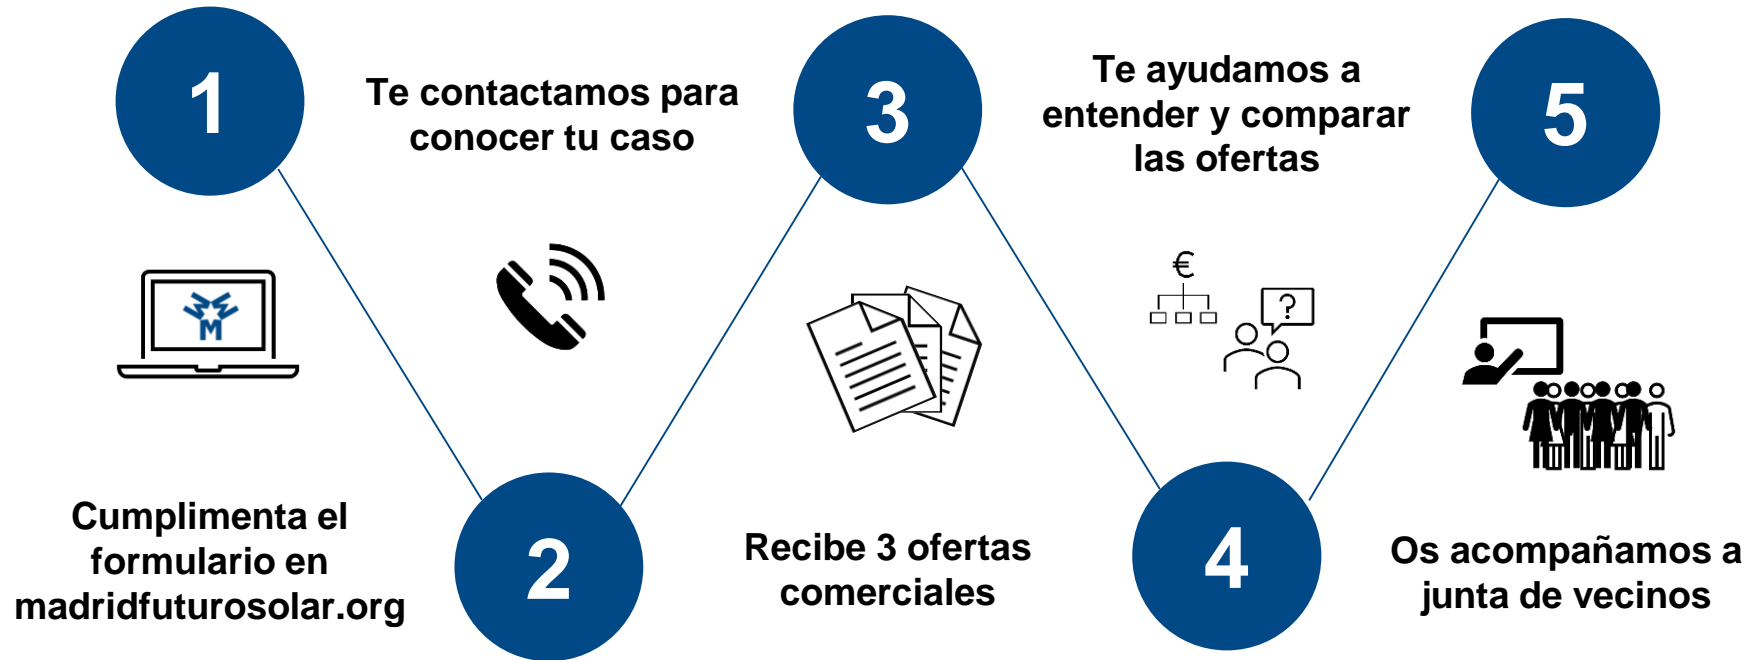 1
Cumplimenta el
formulario en
madridfuturosolar.org
M
Te contactamos para
conocer tu caso
2
3
Recibe 3 ofertas
comerciales
Te ayudamos a
entender y comparar
las ofertas
€
?
4
5
Os acompañamos a
junta de vecinos